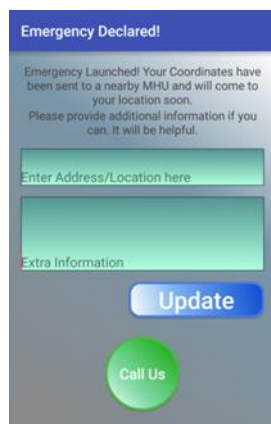 Emergency Declared!
Emergency Launched! Your Coordinates have
been sent to a nearby MHU and will come to
your location soon.
Please provide additional information if you
can. It will be helpful.
Enter Address/Location here
Extra Information
Update
Call Us